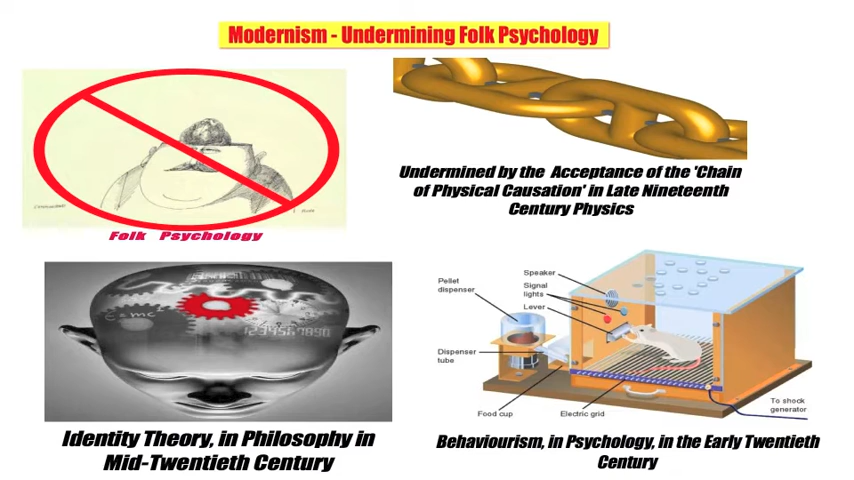 Modernism - Undermining Folk Psychology
Folk Psychology
Undermined by the Acceptance of the 'Chain
of Physical Causation' in Late Nineteenth
Century Physics
E=mc
1234567890
Identity Theory, in Philosophy in
Mid-Twentieth Century
Pellet
dispenser
Speaker
Signal
lights
Lever
Dispenser
tube
Food cup
Electric grid
To shock
generator
Behaviourism, in Psychology, in the Early Twentieth
Century